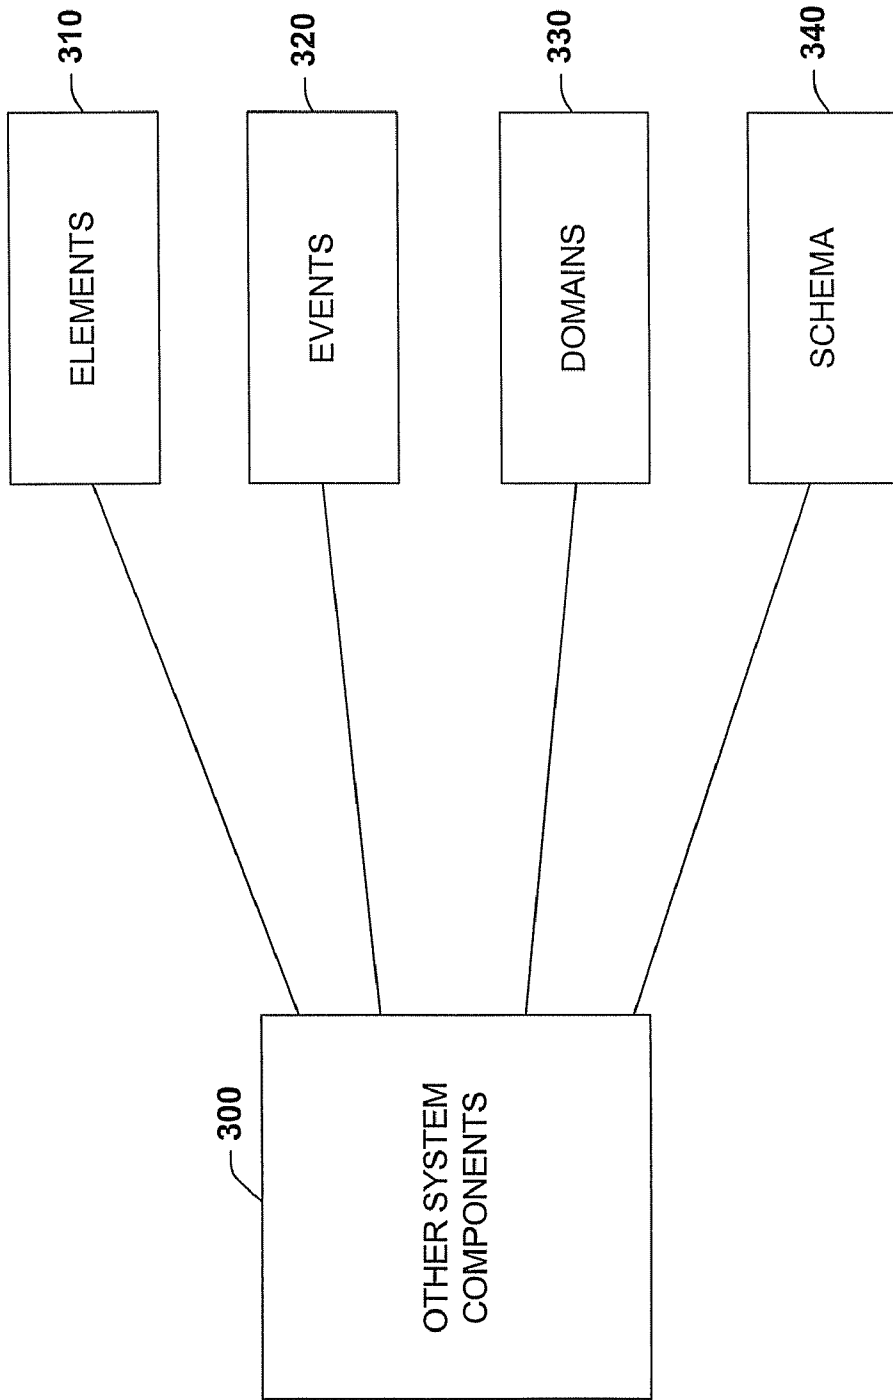 300
OTHER SYSTEM
COMPONENTS
ELEMENTS
310
EVENTS
320
DOMAINS
330
SCHEMA
340